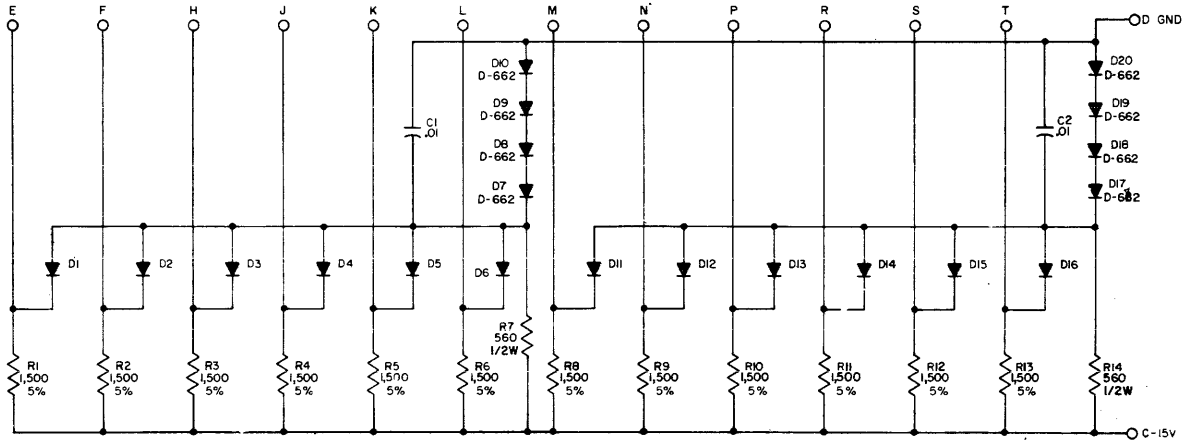 E F H J K L M N P R S T
D GND
D10
D-662
D9
D-662
D8
D-662
D7
D-662
C1
.01
D20
D-662
D19
D-662
D18
D-662
D17
D-662
C2
.01
D1 D2 D3 D4 D5 D6 D11 D12 D13 D14 D15 D16
R7
560
1/2W
R1
1,500
5%
R2
1,500
5%
R3
1,500
5%
R4
1,500
5%
R5
1,500
5%
R6
1,500
5%
R8
1,500
5%
R9
1,500
5%
R10
1,500
5%
R11
1,500
5%
R12
1,500
5%
R13
1,500
5%
R14
560
1/2W
C-15V